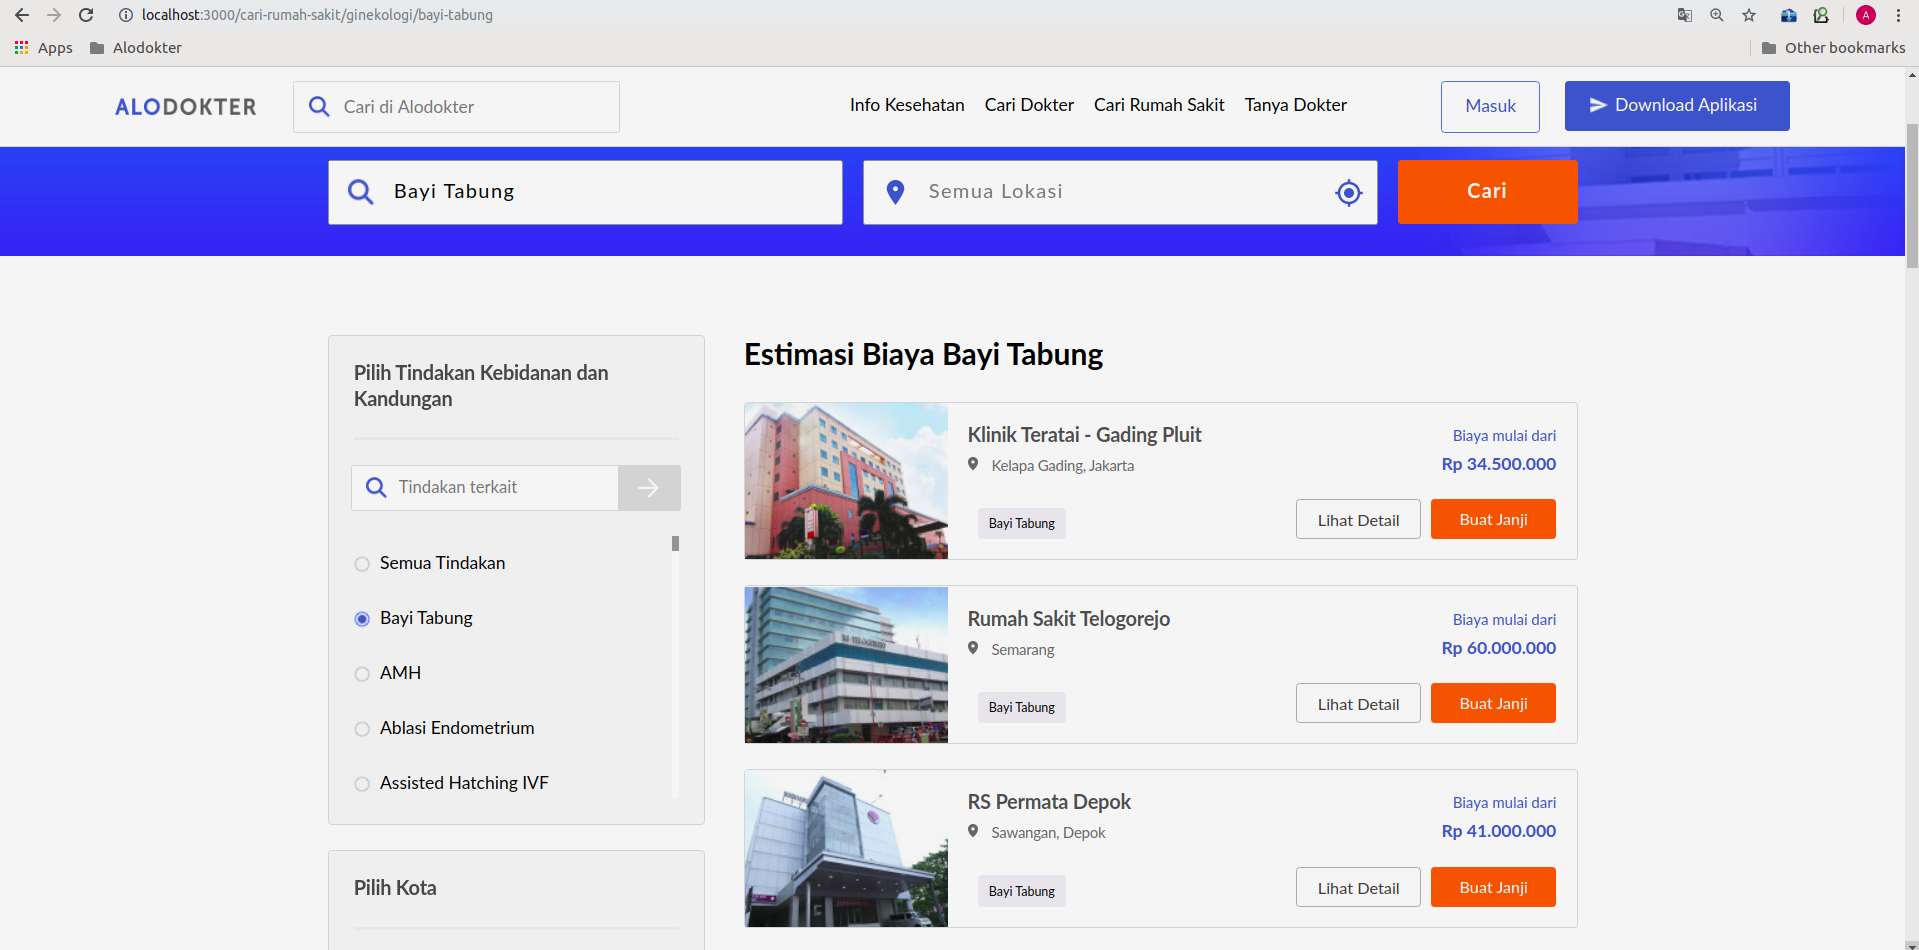 localhost:3000/cari-rumah-sakit/ginekologi/bayi-tabung
A
Apps
Alodokter
Other bookmarks
ALODOKTER
Cari di Alodokter
Info Kesehatan
Cari Dokter
Cari Rumah Sakit
Tanya Dokter
Masuk
Download Aplikasi
Bayi Tabung
Semua Lokasi
Cari
Pilih Tindakan Kebidanan dan
Kandungan
Tindakan terkait
Semua Tindakan
Bayi Tabung
AMH
Ablasi Endometrium
Assisted Hatching IVF
Pilih Kota
Estimasi Biaya Bayi Tabung
Klinik Teratai - Gading Pluit
Kelapa Gading, Jakarta
Bayi Tabung
Biaya mulai dari
Rp 34.500.000
Lihat Detail
Buat Janji
RS TELOGOREJO
Rumah Sakit Telogorejo
Semarang
Bayi Tabung
Biaya mulai dari
Rp 60.000.000
Lihat Detail
Buat Janji
RS Permata Depok
Sawangan, Depok
Bayi Tabung
Biaya mulai dari
Rp 41.000.000
Lihat Detail
Buat Janji